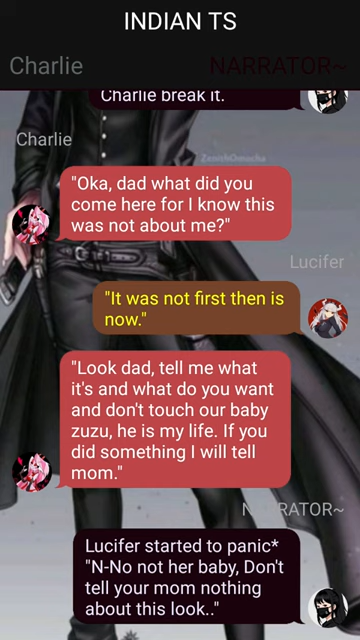 INDIAN TS
Charlie
NARRATOR~
Charlie break it.
Charlie
ZenithOmocha
"Oka, dad what did you
come here for I know this
was not about me?"
Lucifer
"It was not first then is
now."
"Look dad, tell me what
it's and what do you want
and don't touch our baby
zuzu, he is my life. If you
did something I will tell
mom."
NARRATOR~
Lucifer started to panic*
"N-No not her baby, Don't
tell your mom nothing
about this look.."